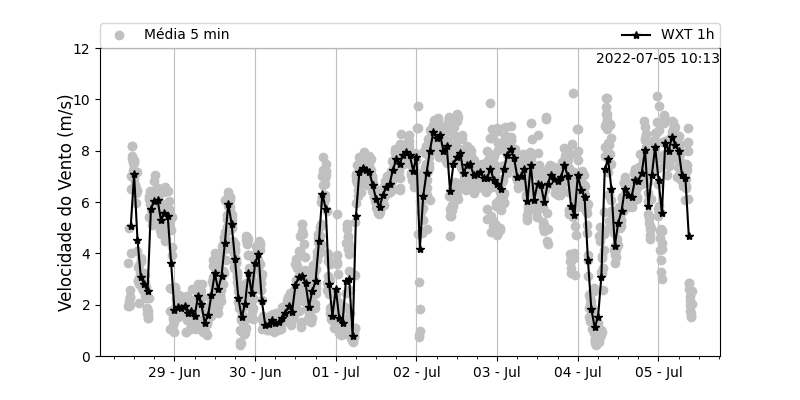 Média 5 min
WXT 1h
2022-07-05 10:13
Velocidade do Vento (m/s)
12
10
8
6
4
2
0
29 - Jun
30 - Jun
01 - Jul
02 - Jul
03 - Jul
04 - Jul
05 - Jul